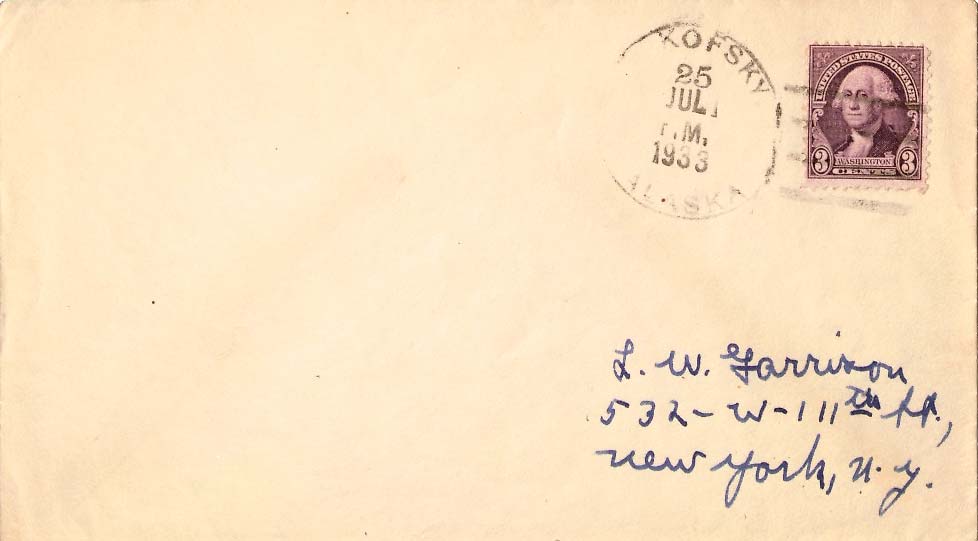 KOFSKY
25
JUL
P.M.
1933
ALASKA
UNITED STATES POSTAGE
3 WASHINGTON 3
CENTS
L. W. Garrison
532-W-111th St.,
New York, N.Y.